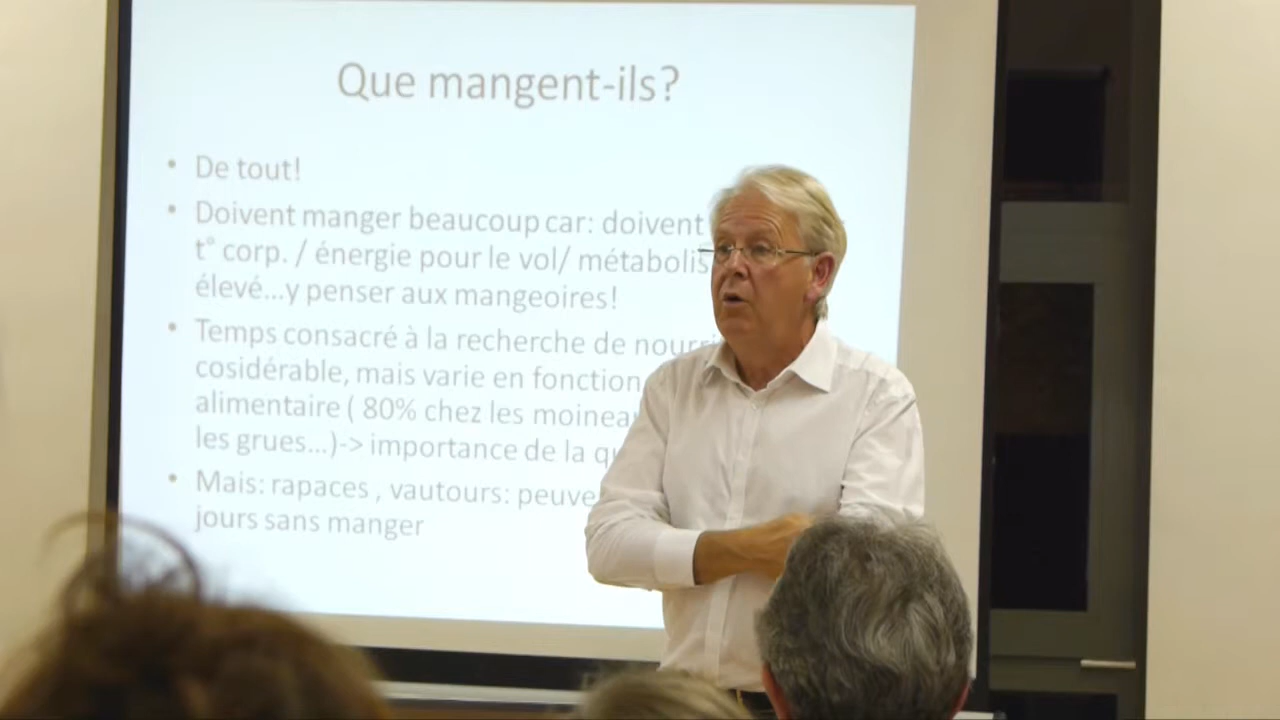 Que mangent-ils?
• De tout!
• Doivent manger beaucoup car: doivent
t° corp. / énergie pour le vol/ métabolis
élevé...y penser aux mangeoires!
• Temps consacré à la recherche de nourri
cosidérable, mais varie en fonction
alimentaire ( 80% chez les moineau
les grues...)-> importance de la qu
• Mais: rapaces , vautours: peuve
jours sans manger